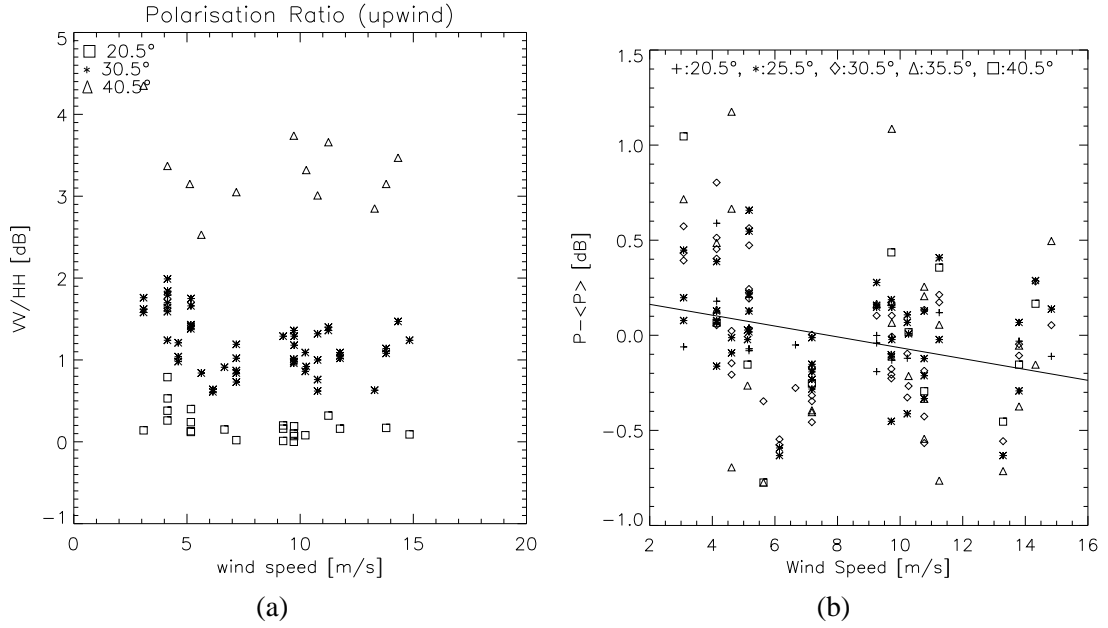 Polarisation Ratio (upwind)
5
4
3
2
1
0
−1
VV/HH [dB]
□ 20.5°
* 30.5°
△ 40.5°
0 5 10 15 20
wind speed [m/s]
(a)
1.5
1.0
0.5
0.0
−0.5
−1.0
P−<P> [dB]
+:20.5°, *:25.5°, ◇:30.5°, △:35.5°, □:40.5°
2 4 6 8 10 12 14 16
Wind Speed [m/s]
(b)